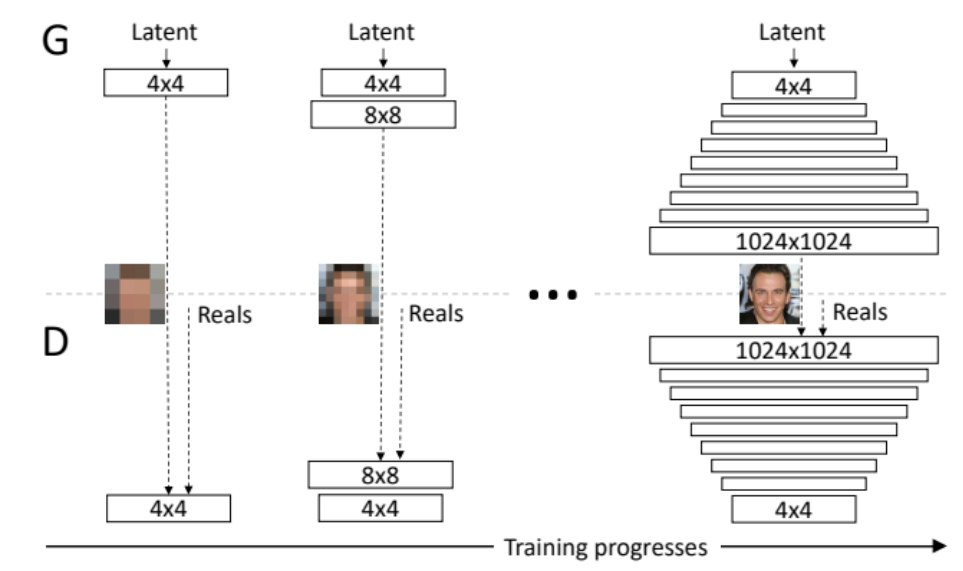 G
Latent
Latent
Latent
4x4
4x4
4x4
8x8
1024x1024
Reals
Reals
Reals
D
1024x1024
8x8
4x4
4x4
4x4
Training progresses